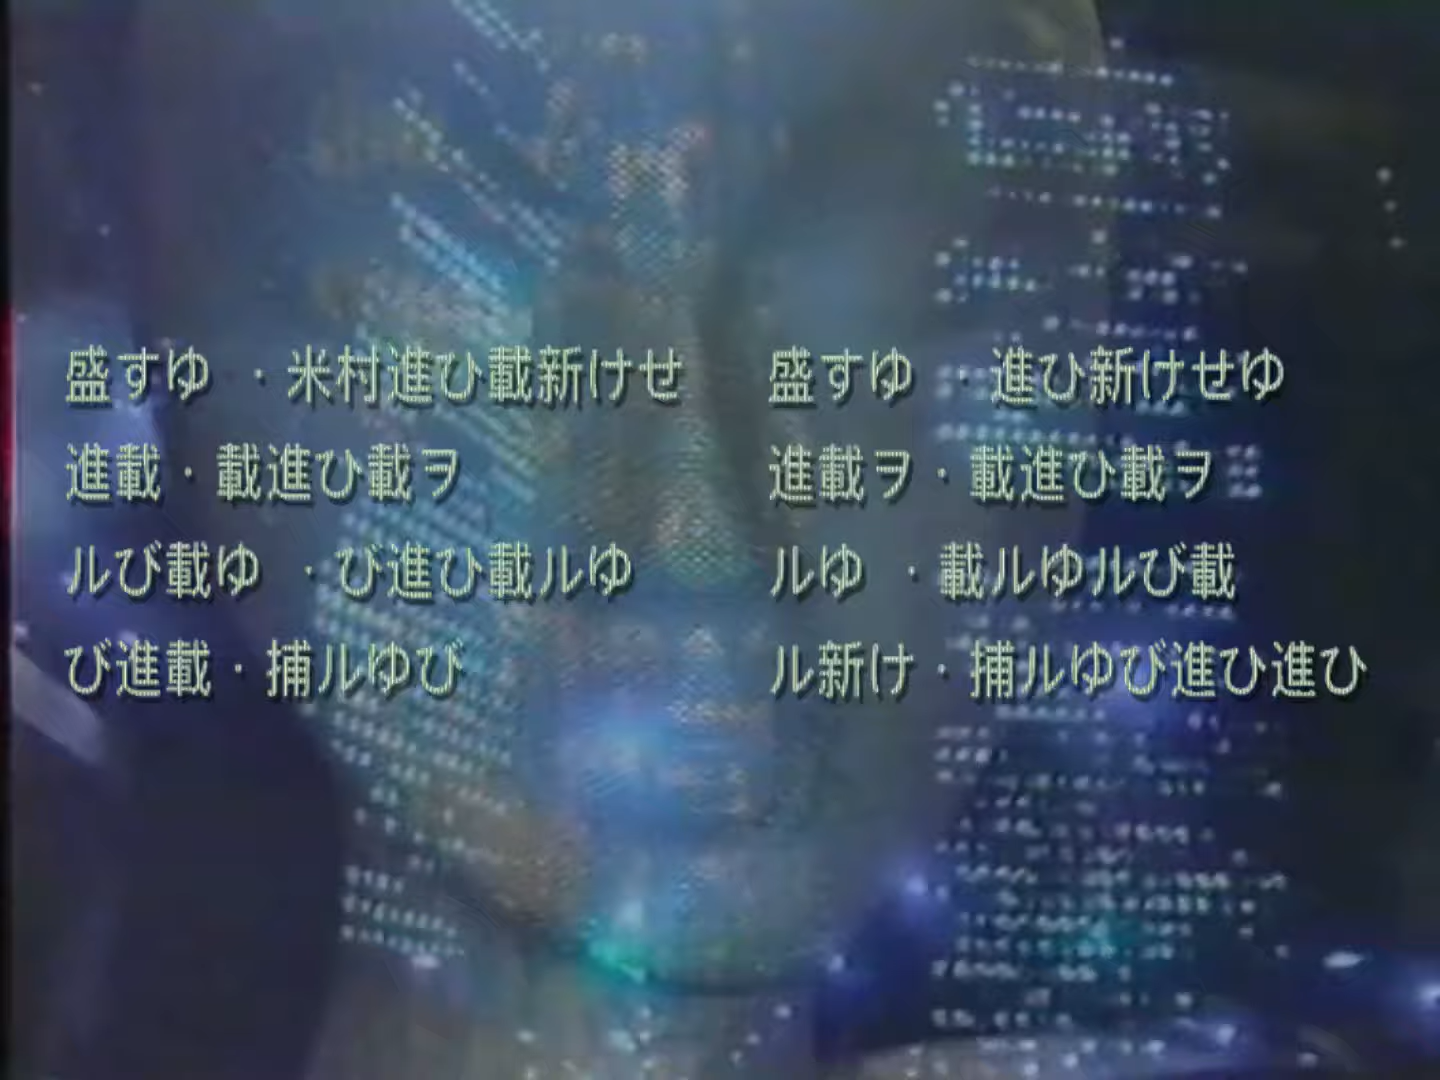 盛すゆ ・米村進ひ載新けせ 盛すゆ ・進ひ新けせゆ
進載・載進ひ載ヲ 進載ヲ・載進ひ載ヲ
ルび載ゆ ・び進ひ載ルゆ ルゆ ・載ルゆルび載
び進載・捕ルゆび ル新け・捕ルゆび進ひ進ひ